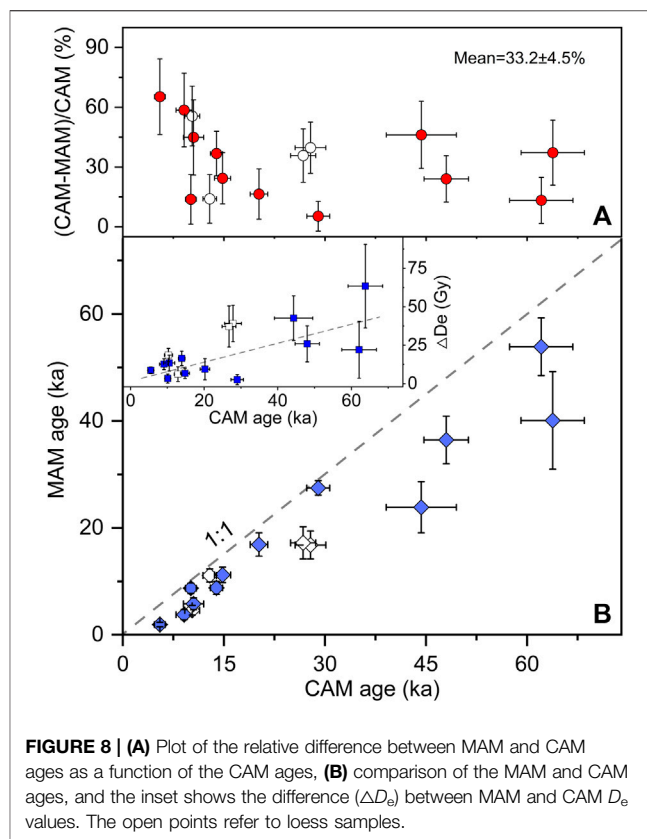 (CAM-MAM)/CAM (%)
90
60
30
0
Mean=33.2±4.5%
A
MAM age (ka)
60
40
20
0
75
50
25
0
△De (Gy)
0 20 40 60
CAM age (ka)
1:1
B
0 15 30 45 60
CAM age (ka)
FIGURE 8 | (A) Plot of the relative difference between MAM and CAM
ages as a function of the CAM ages, (B) comparison of the MAM and CAM
ages, and the inset shows the difference (△De) between MAM and CAM De
values. The open points refer to loess samples.